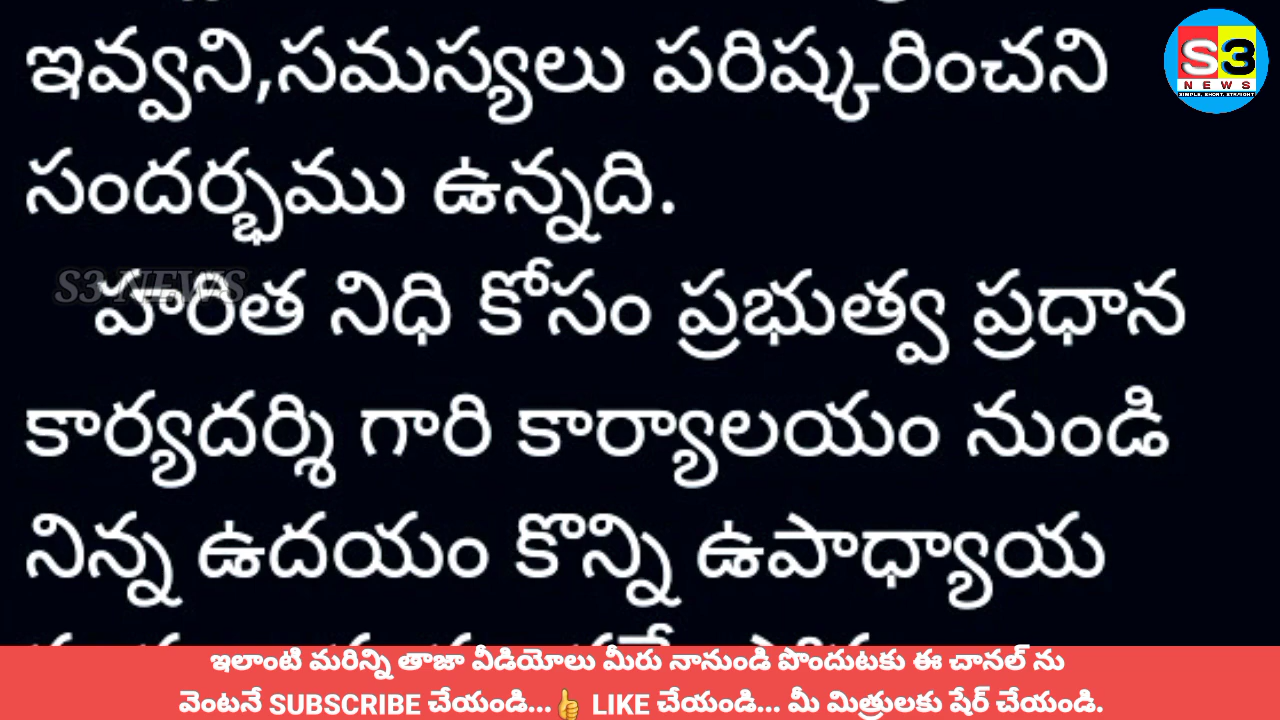 ఇవ్వని,సమస్యలు పరిష్కరించని
సందర్భము ఉన్నది.
హరిత నిధి కోసం ప్రభుత్వ ప్రధాన
కార్యదర్శి గారి కార్యాలయం నుండి
నిన్న ఉదయం కొన్ని ఉపాధ్యాయ
S3 NEWS
S3
NEWS
SIMPLE. SHORT. STRAIGHT
ఇలాంటి మరిన్ని తాజా వీడియోలు మీరు నానుండి పొందుటకు ఈ చానల్ ను
వెంటనే SUBSCRIBE చేయండి...👍 LIKE చేయండి... మీ మిత్రులకు షేర్ చేయండి.